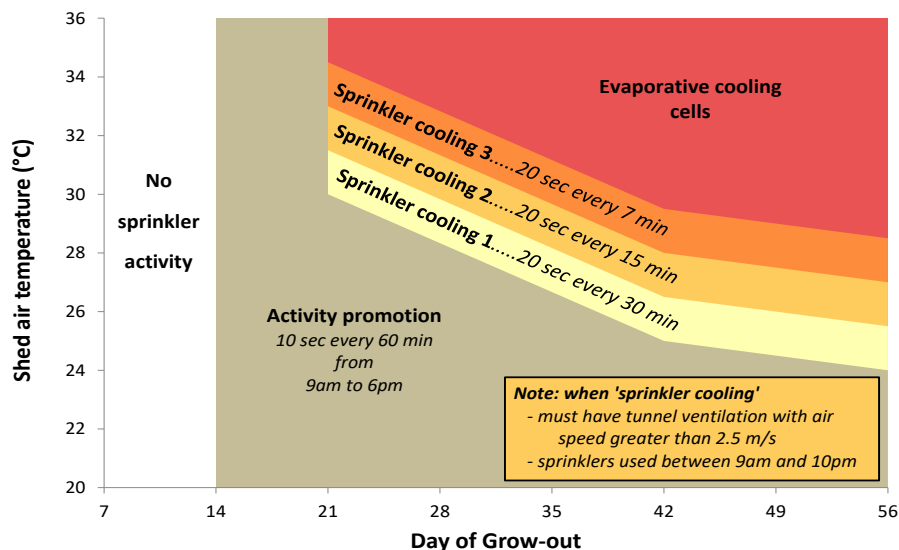 36
34
32
30
28
26
24
22
20
Shed air temperature (°C)
No
sprinkler
activity
Evaporative cooling
cells
Sprinkler cooling 3.....20 sec every 7 min
Sprinkler cooling 2.....20 sec every 15 min
Sprinkler cooling 1.....20 sec every 30 min
Activity promotion
10 sec every 60 min
from
9am to 6pm
Note: when 'sprinkler cooling'
- must have tunnel ventilation with air
speed greater than 2.5 m/s
- sprinklers used between 9am and 10pm
7 14 21 28 35 42 49 56
Day of Grow-out